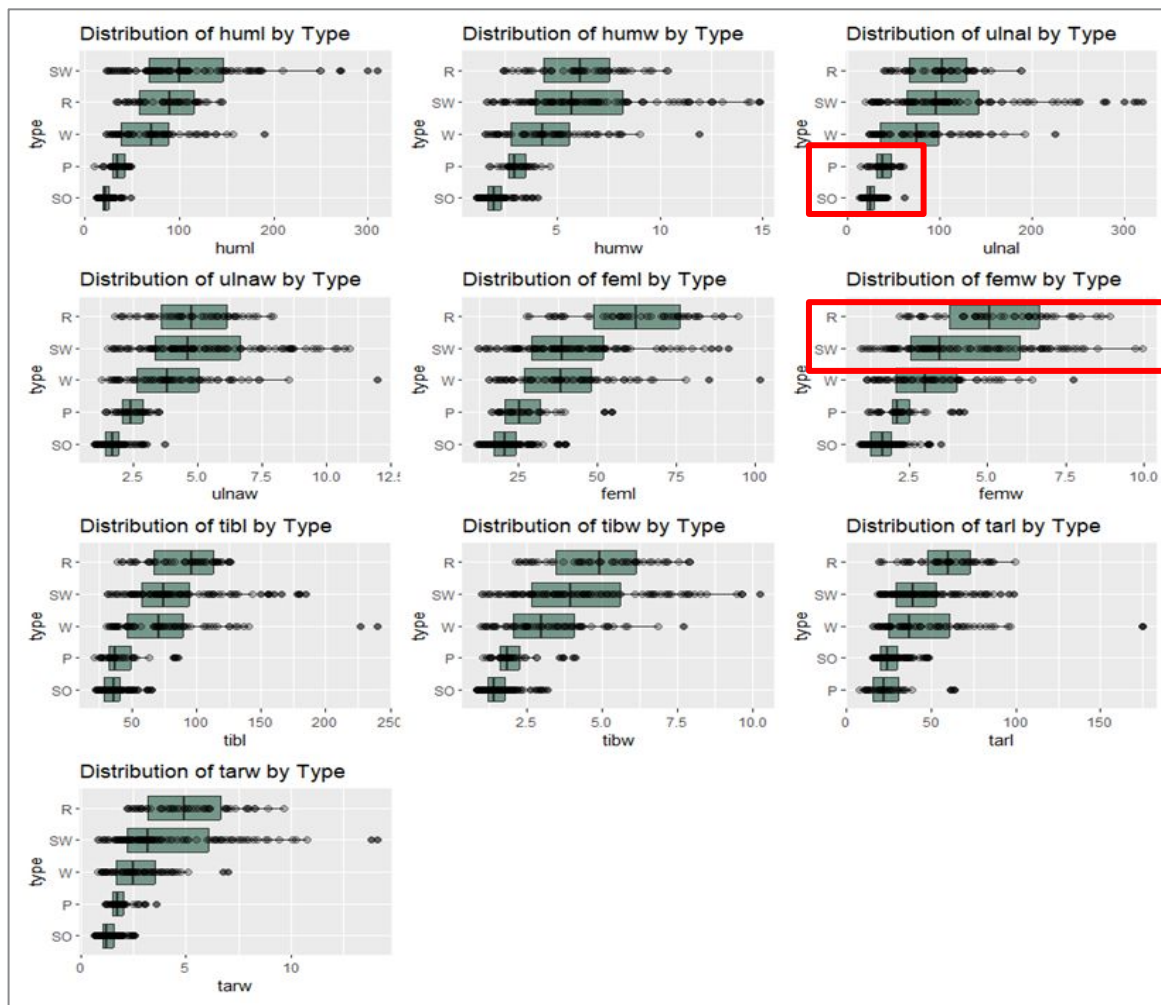 Distribution of huml by Type
type
SW
R
W
P
SO
0 100 200 300
huml
Distribution of humw by Type
type
R
SW
W
P
SO
5 10 15
humw
Distribution of ulnal by Type
type
R
SW
W
P
SO
0 100 200 300
ulnal
Distribution of ulnaw by Type
type
R
SW
W
P
SO
2.5 5.0 7.5 10.0 12.5
ulnaw
Distribution of feml by Type
type
R
SW
W
P
SO
25 50 75 100
feml
Distribution of femw by Type
type
R
SW
W
P
SO
2.5 5.0 7.5 10.0
femw
Distribution of tibl by Type
type
R
SW
W
P
SO
50 100 150 200 250
tibl
Distribution of tibw by Type
type
R
SW
W
P
SO
2.5 5.0 7.5 10.0
tibw
Distribution of tarl by Type
type
R
SW
W
SO
P
0 50 100 150
tarl
Distribution of tarw by Type
type
R
SW
W
P
SO
0 5 10
tarw